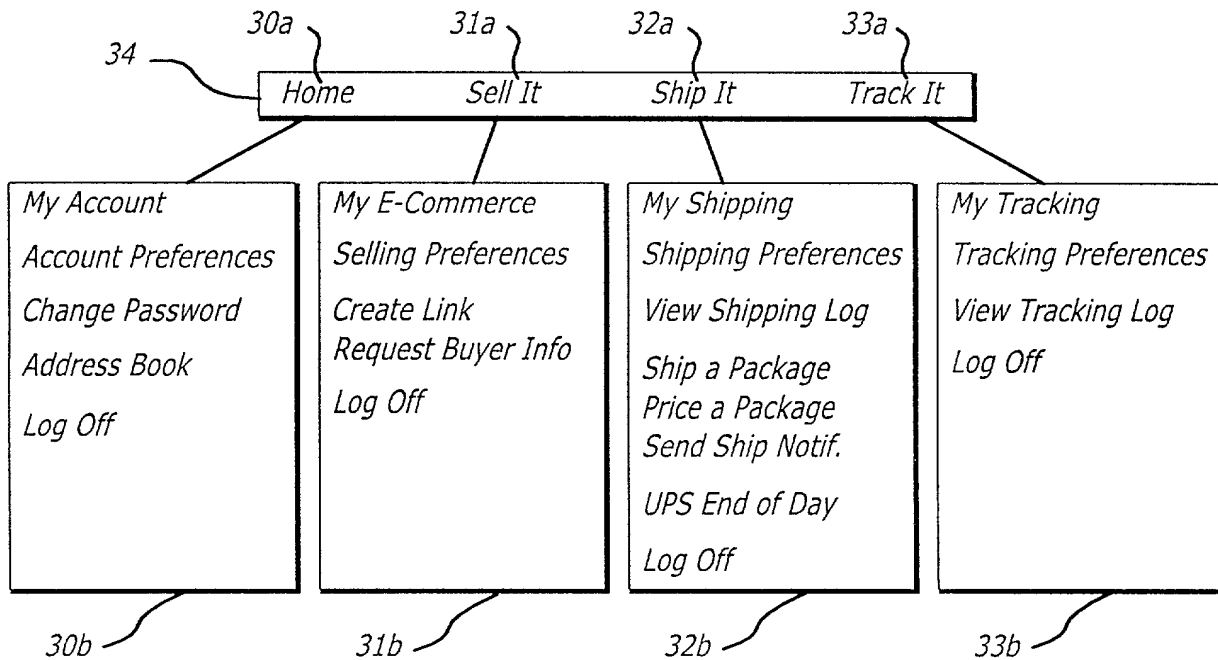 30a 31a 32a 33a
34
Home Sell It Ship It Track It
My Account
Account Preferences
Change Password
Address Book
Log Off
My E-Commerce
Selling Preferences
Create Link
Request Buyer Info
Log Off
My Shipping
Shipping Preferences
View Shipping Log
Ship a Package
Price a Package
Send Ship Notif.
UPS End of Day
Log Off
My Tracking
Tracking Preferences
View Tracking Log
Log Off
30b 31b 32b 33b